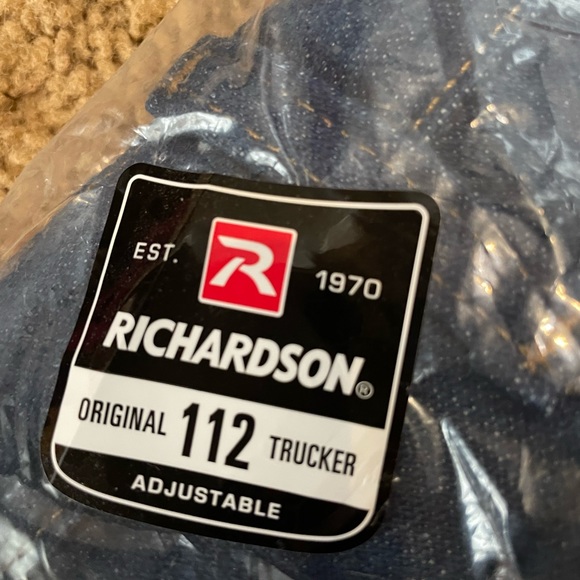 EST. R 1970
RICHARDSON®
ORIGINAL 112 TRUCKER
ADJUSTABLE